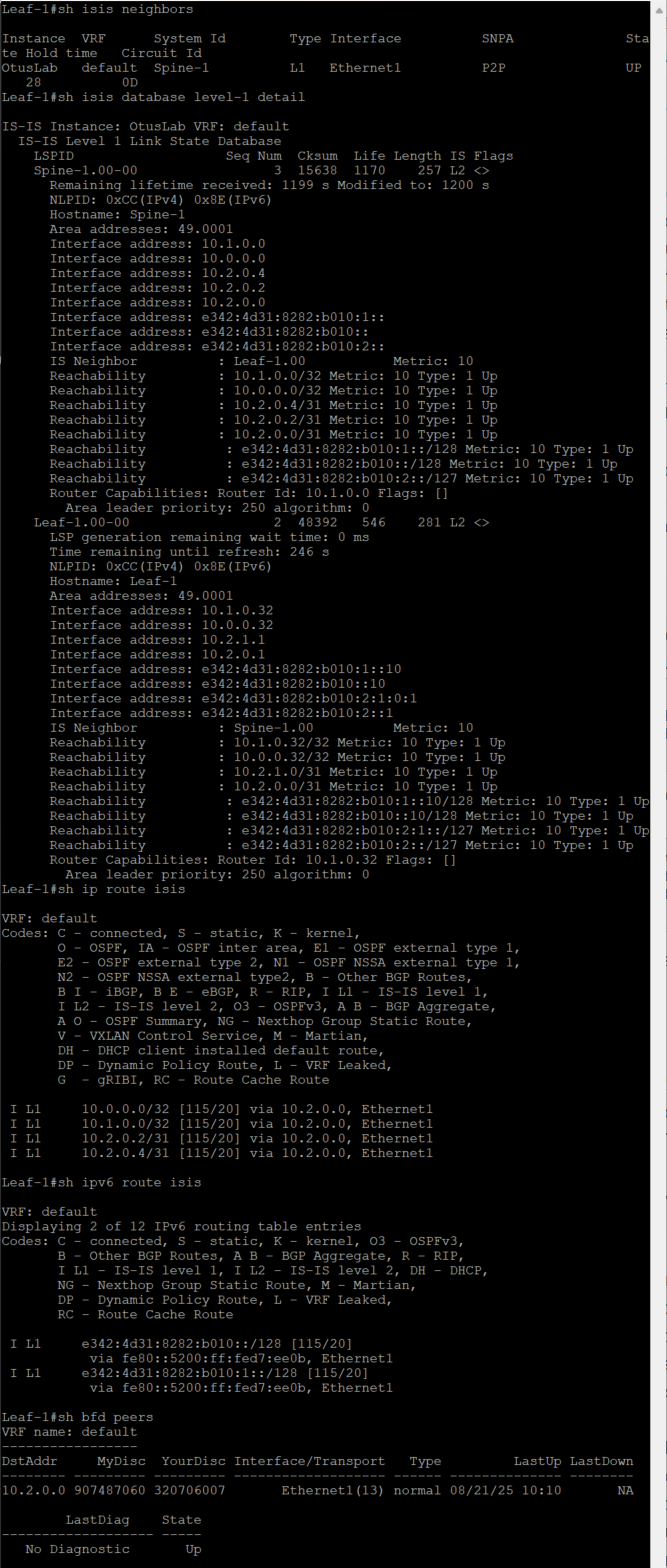 Leaf-1#sh isis neighbors

Instance  VRF      System Id        Type Interface          SNPA              Sta
te Hold time   Circuit Id
OtusLab   default  Spine-1          L1   Ethernet1          P2P               UP
   28          0D
Leaf-1#sh isis database level-1 detail

IS-IS Instance: OtusLab VRF: default
  IS-IS Level 1 Link State Database
    LSPID                   Seq Num  Cksum  Life Length IS Flags
    Spine-1.00-00                 3  15638  1170    257 L2 <>
      Remaining lifetime received: 1199 s Modified to: 1200 s
      NLPID: 0xCC(IPv4) 0x8E(IPv6)
      Hostname: Spine-1
      Area addresses: 49.0001
      Interface address: 10.1.0.0
      Interface address: 10.0.0.0
      Interface address: 10.2.0.4
      Interface address: 10.2.0.2
      Interface address: 10.2.0.0
      Interface address: e342:4d31:8282:b010:1::
      Interface address: e342:4d31:8282:b010::
      Interface address: e342:4d31:8282:b010:2::
      IS Neighbor          : Leaf-1.00           Metric: 10
      Reachability         : 10.1.0.0/32 Metric: 10 Type: 1 Up
      Reachability         : 10.0.0.0/32 Metric: 10 Type: 1 Up
      Reachability         : 10.2.0.4/31 Metric: 10 Type: 1 Up
      Reachability         : 10.2.0.2/31 Metric: 10 Type: 1 Up
      Reachability         : 10.2.0.0/31 Metric: 10 Type: 1 Up
      Reachability          : e342:4d31:8282:b010:1::/128 Metric: 10 Type: 1 Up
      Reachability          : e342:4d31:8282:b010::/128 Metric: 10 Type: 1 Up
      Reachability          : e342:4d31:8282:b010:2::/127 Metric: 10 Type: 1 Up
      Router Capabilities: Router Id: 10.1.0.0 Flags: []
        Area leader priority: 250 algorithm: 0
    Leaf-1.00-00                  2  48392   546    281 L2 <>
      LSP generation remaining wait time: 0 ms
      Time remaining until refresh: 246 s
      NLPID: 0xCC(IPv4) 0x8E(IPv6)
      Hostname: Leaf-1
      Area addresses: 49.0001
      Interface address: 10.1.0.32
      Interface address: 10.0.0.32
      Interface address: 10.2.1.1
      Interface address: 10.2.0.1
      Interface address: e342:4d31:8282:b010:1::10
      Interface address: e342:4d31:8282:b010::10
      Interface address: e342:4d31:8282:b010:2:1:0:1
      Interface address: e342:4d31:8282:b010:2::1
      IS Neighbor          : Spine-1.00          Metric: 10
      Reachability         : 10.1.0.32/32 Metric: 10 Type: 1 Up
      Reachability         : 10.0.0.32/32 Metric: 10 Type: 1 Up
      Reachability         : 10.2.1.0/31 Metric: 10 Type: 1 Up
      Reachability         : 10.2.0.0/31 Metric: 10 Type: 1 Up
      Reachability          : e342:4d31:8282:b010:1::10/128 Metric: 10 Type: 1 Up
      Reachability          : e342:4d31:8282:b010::10/128 Metric: 10 Type: 1 Up
      Reachability          : e342:4d31:8282:b010:2:1::/127 Metric: 10 Type: 1 Up
      Reachability          : e342:4d31:8282:b010:2::/127 Metric: 10 Type: 1 Up
      Router Capabilities: Router Id: 10.1.0.32 Flags: []
        Area leader priority: 250 algorithm: 0
Leaf-1#sh ip route isis

VRF: default
Codes: C - connected, S - static, K - kernel,
       O - OSPF, IA - OSPF inter area, E1 - OSPF external type 1,
       E2 - OSPF external type 2, N1 - OSPF NSSA external type 1,
       N2 - OSPF NSSA external type2, B - Other BGP Routes,
       B I - iBGP, B E - eBGP, R - RIP, I L1 - IS-IS level 1,
       I L2 - IS-IS level 2, O3 - OSPFv3, A B - BGP Aggregate,
       A O - OSPF Summary, NG - Nexthop Group Static Route,
       V - VXLAN Control Service, M - Martian,
       DH - DHCP client installed default route,
       DP - Dynamic Policy Route, L - VRF Leaked,
       G  - gRIBI, RC - Route Cache Route

 I L1     10.0.0.0/32 [115/20] via 10.2.0.0, Ethernet1
 I L1     10.1.0.0/32 [115/20] via 10.2.0.0, Ethernet1
 I L1     10.2.0.2/31 [115/20] via 10.2.0.0, Ethernet1
 I L1     10.2.0.4/31 [115/20] via 10.2.0.0, Ethernet1

Leaf-1#sh ipv6 route isis

VRF: default
Displaying 2 of 12 IPv6 routing table entries
Codes: C - connected, S - static, K - kernel, O3 - OSPFv3,
       B - Other BGP Routes, A B - BGP Aggregate, R - RIP,
       I L1 - IS-IS level 1, I L2 - IS-IS level 2, DH - DHCP,
       NG - Nexthop Group Static Route, M - Martian,
       DP - Dynamic Policy Route, L - VRF Leaked,
       RC - Route Cache Route

 I L1     e342:4d31:8282:b010::/128 [115/20]
           via fe80::5200:ff:fed7:ee0b, Ethernet1
 I L1     e342:4d31:8282:b010:1::/128 [115/20]
           via fe80::5200:ff:fed7:ee0b, Ethernet1

Leaf-1#sh bfd peers
VRF name: default
-----------------
DstAddr     MyDisc  YourDisc Interface/Transport   Type         LastUp LastDown
-------- --------- --------- ------------------- ------ -------------- --------
10.2.0.0 907487060 320706007       Ethernet1(13) normal 08/21/25 10:10       NA

        LastDiag    State
------------------- -----
   No Diagnostic       Up